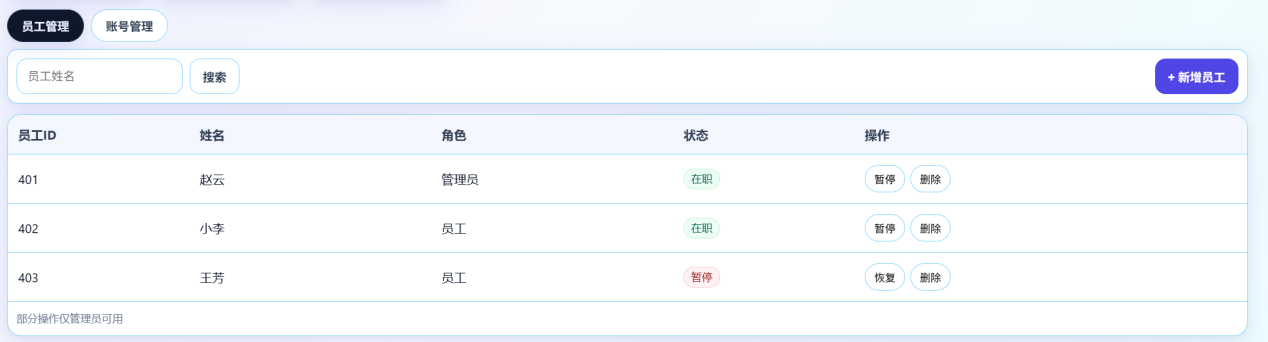 员工管理 账号管理
员工姓名 搜索 + 新增员工
员工ID 姓名 角色 状态 操作
401 赵云 管理员 在职 暂停 删除
402 小李 员工 在职 暂停 删除
403 王芳 员工 暂停 恢复 删除
部分操作仅管理员可用